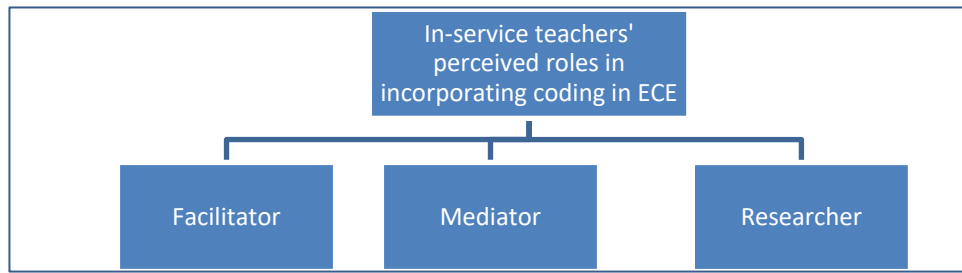 In-service teachers'
perceived roles in
incorporating coding in ECE
Facilitator
Mediator
Researcher